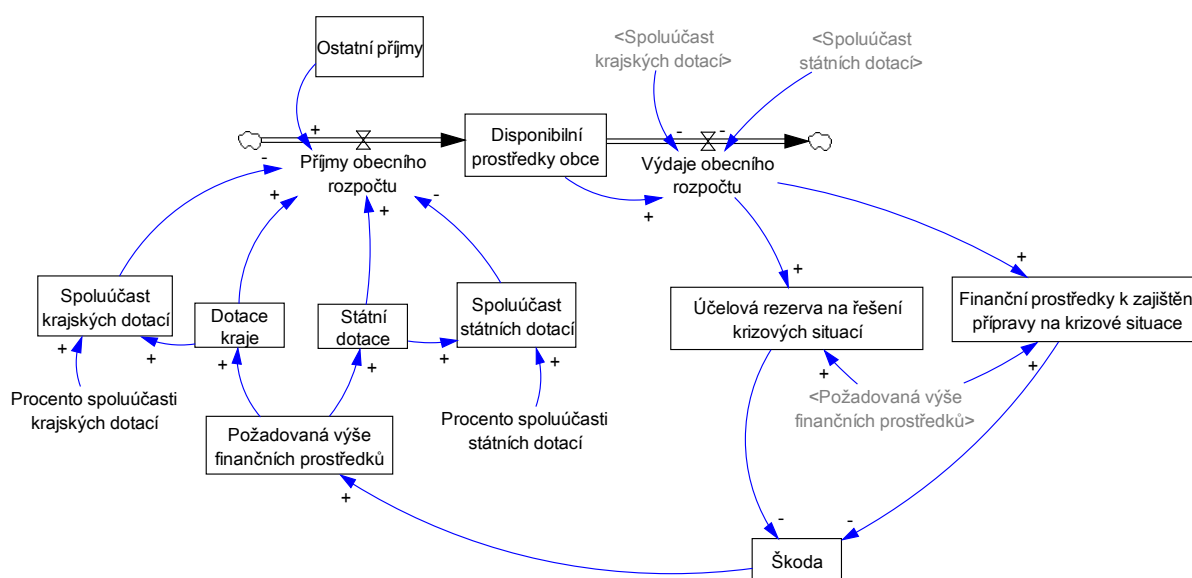 Ostatní příjmy
<Spoluúčast
krajských dotací>
<Spoluúčast
státních dotací>
+
-
-
Disponibilní
prostředky obce
Příjmy obecního
rozpočtu
Výdaje obecního
rozpočtu
-
+
+
-
+
Spoluúčast
krajských dotací
Dotace
kraje
Státní
dotace
Spoluúčast
státních dotací
+
+
Účelová rezerva na řešení
krizových situací
Finanční prostředky k zajištěn
přípravy na krizové situace
+
+
+
+
+
+
+
+
Procento spoluúčasti
krajských dotací
Procento spoluúčasti
státních dotací
<Požadovaná výše
finančních prostředků>
Požadovaná výše
finančních prostředků
+
-
-
Škoda